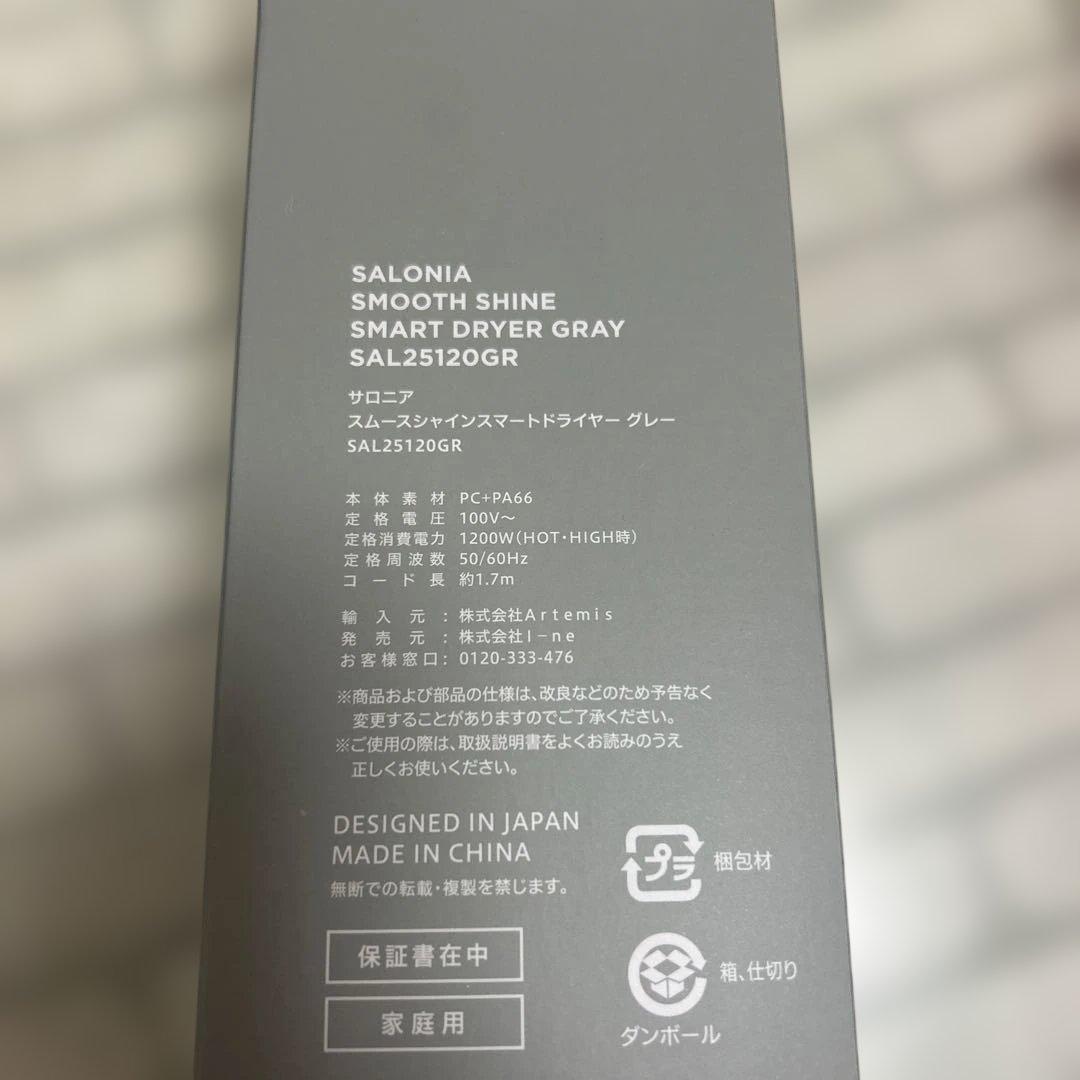 SALONIA
SMOOTH SHINE
SMART DRYER GRAY
SAL25120GR
サロニア
スムースシャインスマートドライヤー グレー
SAL25120GR
本体素材 PC+PA66
定格電圧 100V～
定格消費電力 1200W(HOT・HIGH時)
定格周波数 50/60Hz
コード長 約1.7m
輸入元：株式会社Artemis
発売元：株式会社I-ne
お客様窓口：0120-333-476
※商品および部品の仕様は、改良などのため予告なく
変更することがありますのでご了承ください。
※ご使用の際は、取扱説明書をよくお読みのうえ
正しくお使いください。
DESIGNED IN JAPAN
MADE IN CHINA
無断での転載・複製を禁じます。
プラ 梱包材
保証書在中
箱、仕切り
家庭用
ダンボール